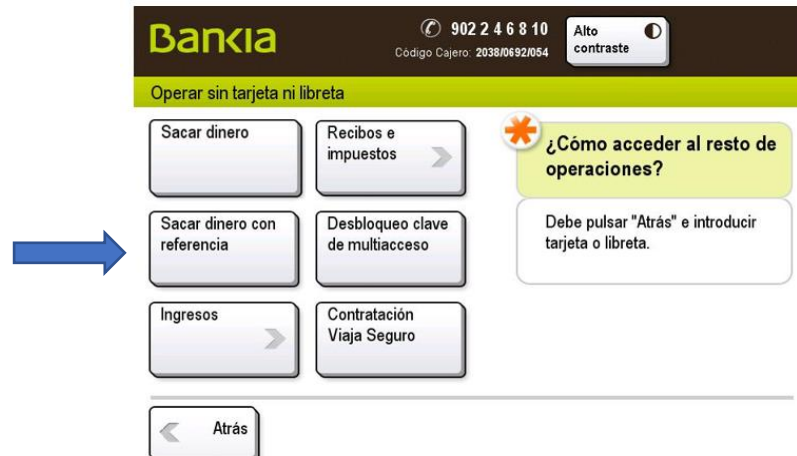 Bankia
902 2 4 6 8 10
Código Cajero: 2038/0692/054
Alto
contraste
Operar sin tarjeta ni libreta
Sacar dinero
Recibos e
impuestos
Sacar dinero con
referencia
Desbloqueo clave
de multiacceso
Ingresos
Contratación
Viaja Seguro
¿Cómo acceder al resto de
operaciones?
Debe pulsar "Atrás" e introducir
tarjeta o libreta.
Atrás